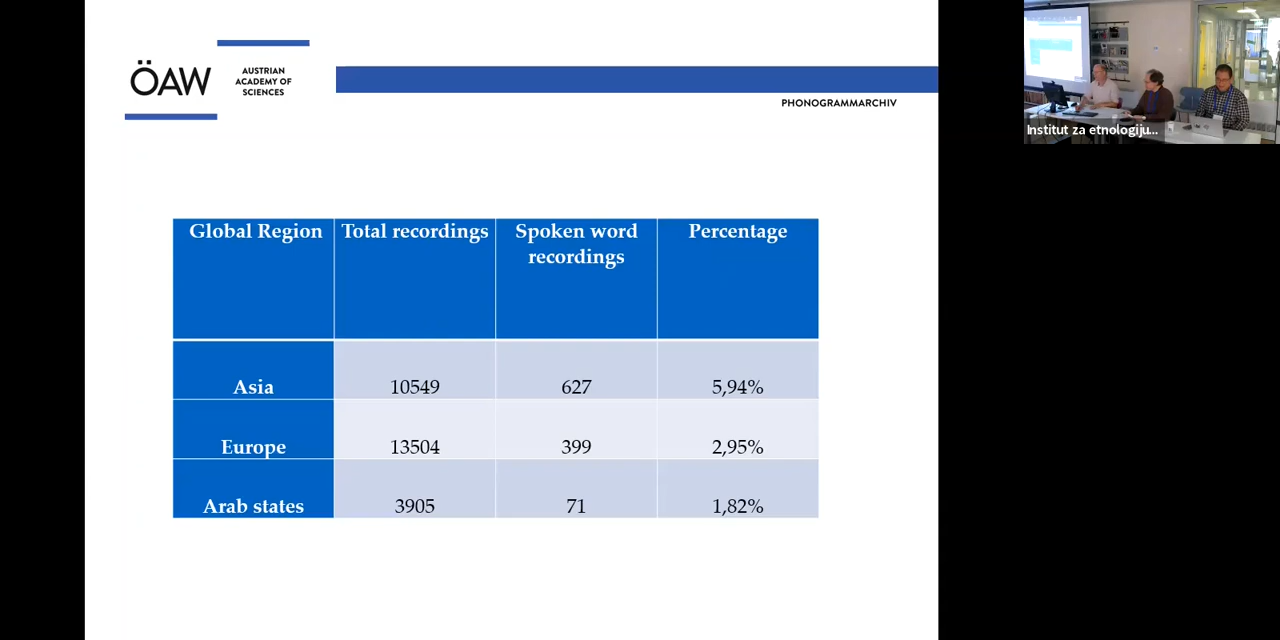 ÖAW
AUSTRIAN
ACADEMY OF
SCIENCES
PHONOGRAMMARCHIV
Institut za etnologiju...
Global Region Total recordings Spoken word recordings Percentage
Asia 10549 627 5,94%
Europe 13504 399 2,95%
Arab states 3905 71 1,82%